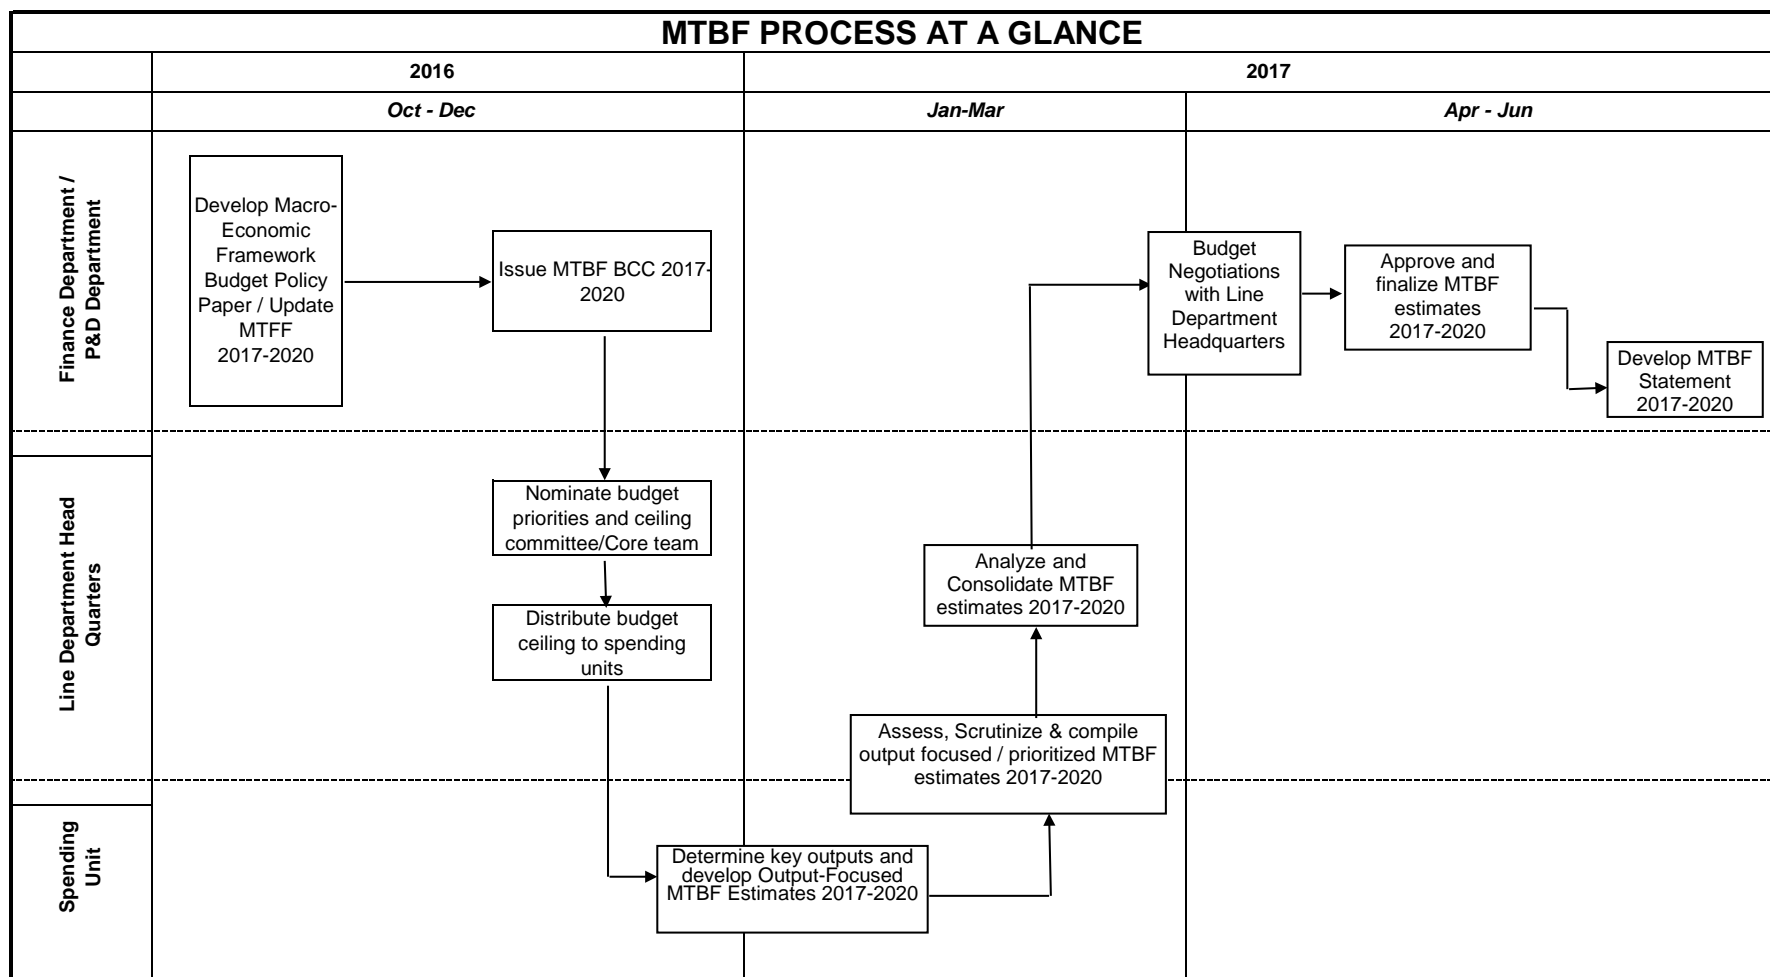 MTBF PROCESS AT A GLANCE
2016
2017
Oct - Dec
Jan-Mar
Apr - Jun
Finance Department /
P&D Department
Develop Macro-
Economic
Framework
Budget Policy
Paper / Update
MTFF
2017-2020
Issue MTBF BCC 2017-
2020
Budget
Negotiations
with Line
Department
Headquarters
Approve and
finalize MTBF
estimates
2017-2020
Develop MTBF
Statement
2017-2020
Line Department Head
Quarters
Nominate budget
priorities and ceiling
committee/Core team
Distribute budget
ceiling to spending
units
Analyze and
Consolidate MTBF
estimates 2017-2020
Assess, Scrutinize & compile
output focused / prioritized MTBF
estimates 2017-2020
Spending
Unit
Determine key outputs and
develop Output-Focused
MTBF Estimates 2017-2020